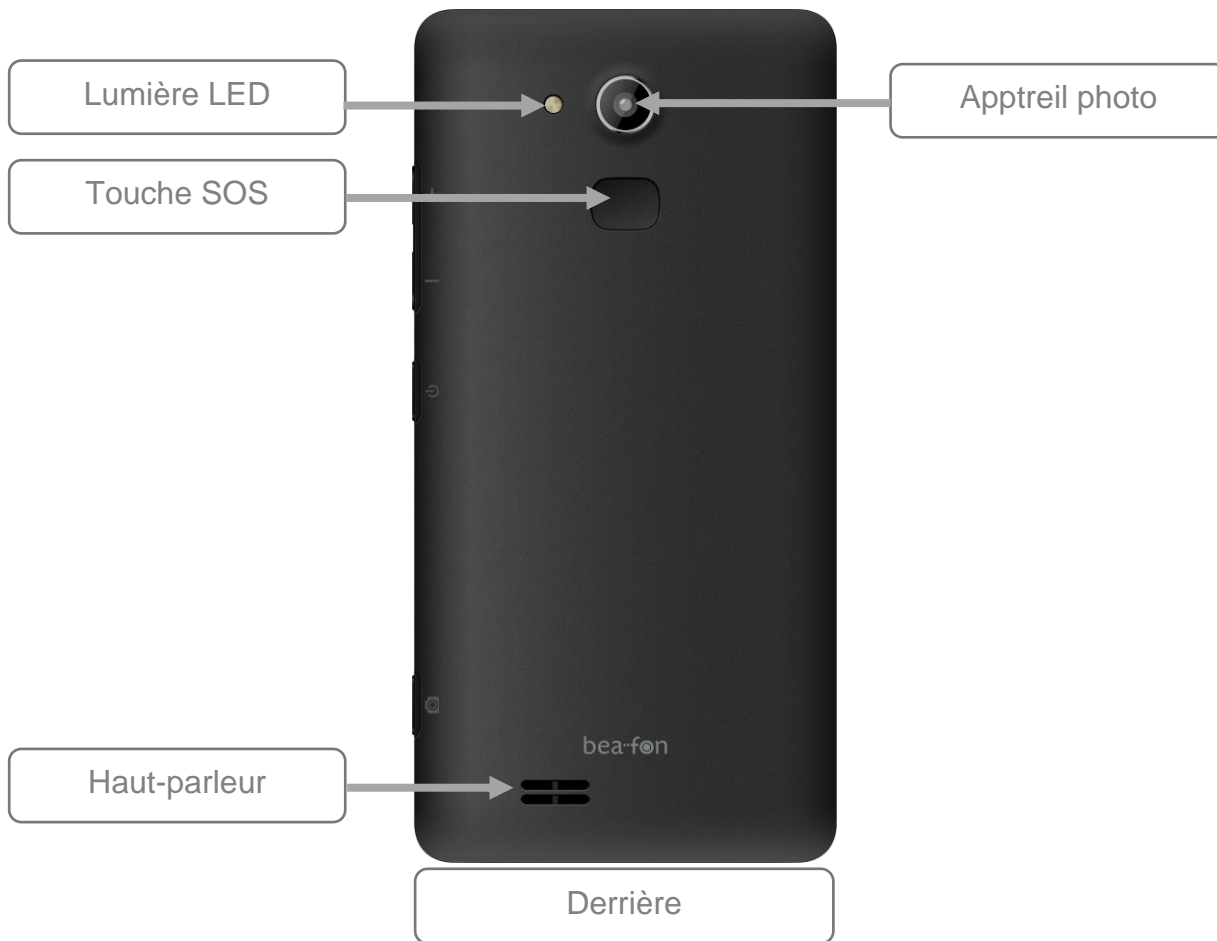 Lumière LED
Apptreil photo
Touche SOS
bea-fon
Haut-parleur
Derrière